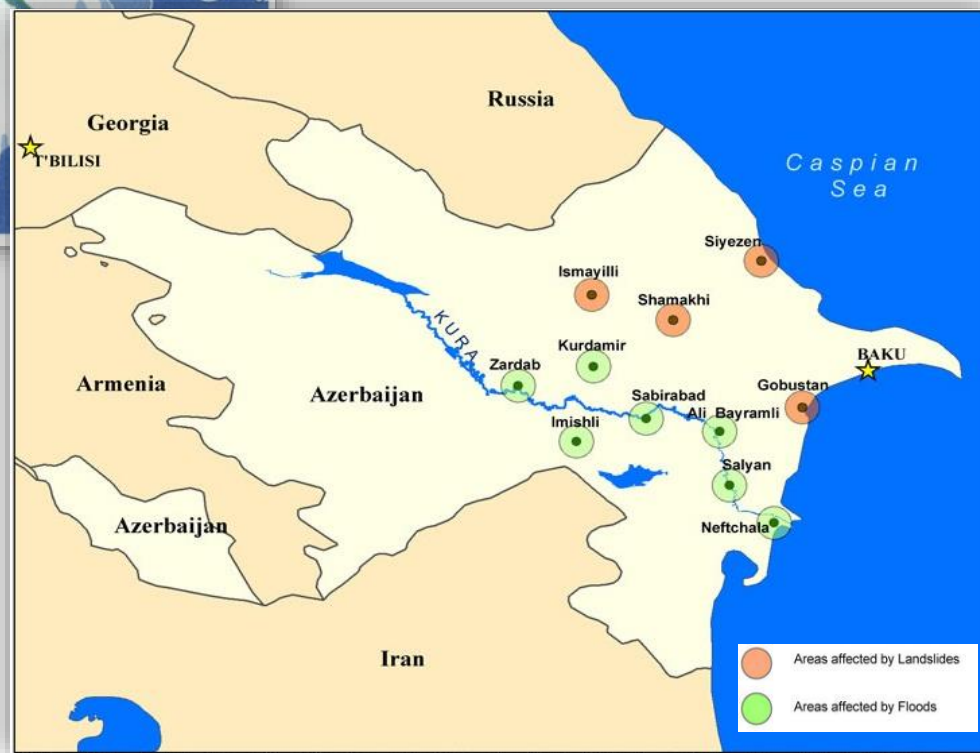 Russia
Georgia
T'BILISI
Caspian
Sea
Siyezen
Ismayilli
Shamakhi
KURA
Kurdamir
BAKU
Zardab
Gobustan
Armenia
Azerbaijan
Sabirabad
Ali Bayramli
Imishli
Salyan
Azerbaijan
Neftchala
Iran
Areas affected by Landslides
Areas affected by Floods